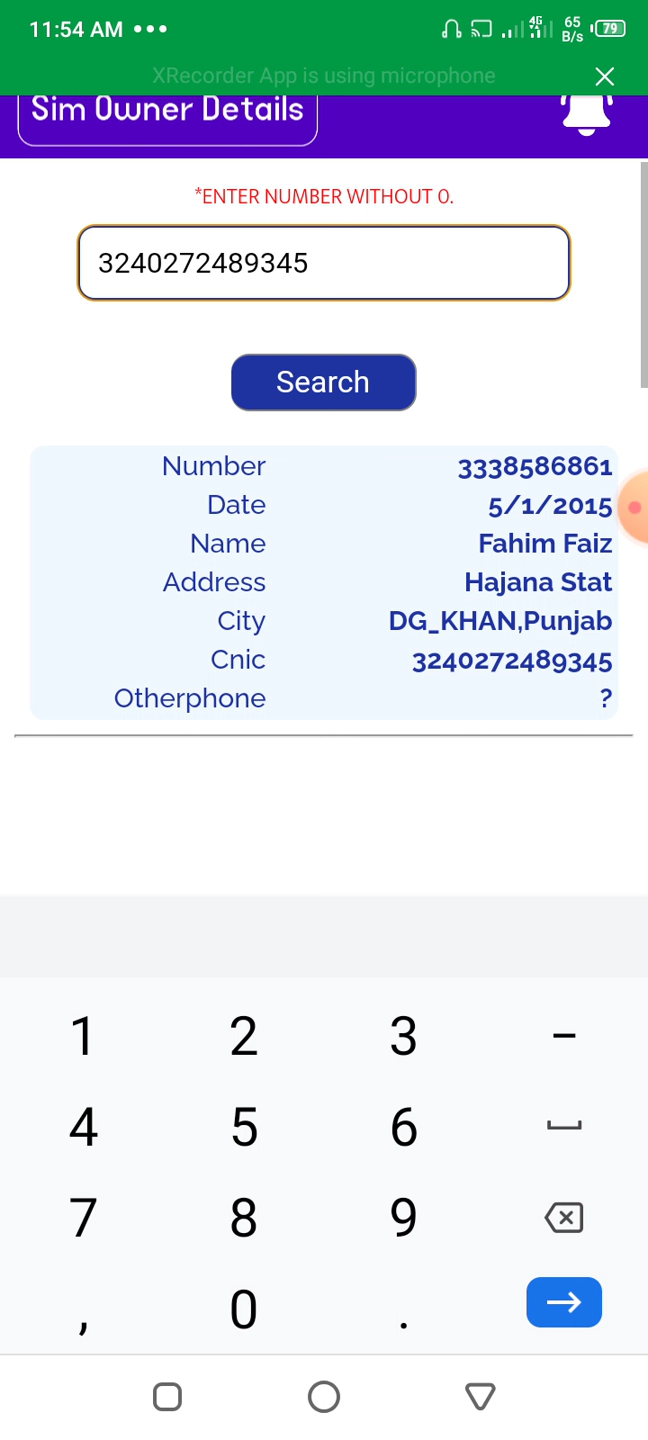 11:54 AM •••
4G 65 B/s 79
XRecorder App is using microphone
Sim Owner Details
*ENTER NUMBER WITHOUT 0.
3240272489345
Search
Number 3338586861
Date 5/1/2015
Name Fahim Faiz
Address Hajana Stat
City DG_KHAN,Punjab
Cnic 3240272489345
Otherphone ?
1 2 3 –
4 5 6
7 8 9
, 0 .